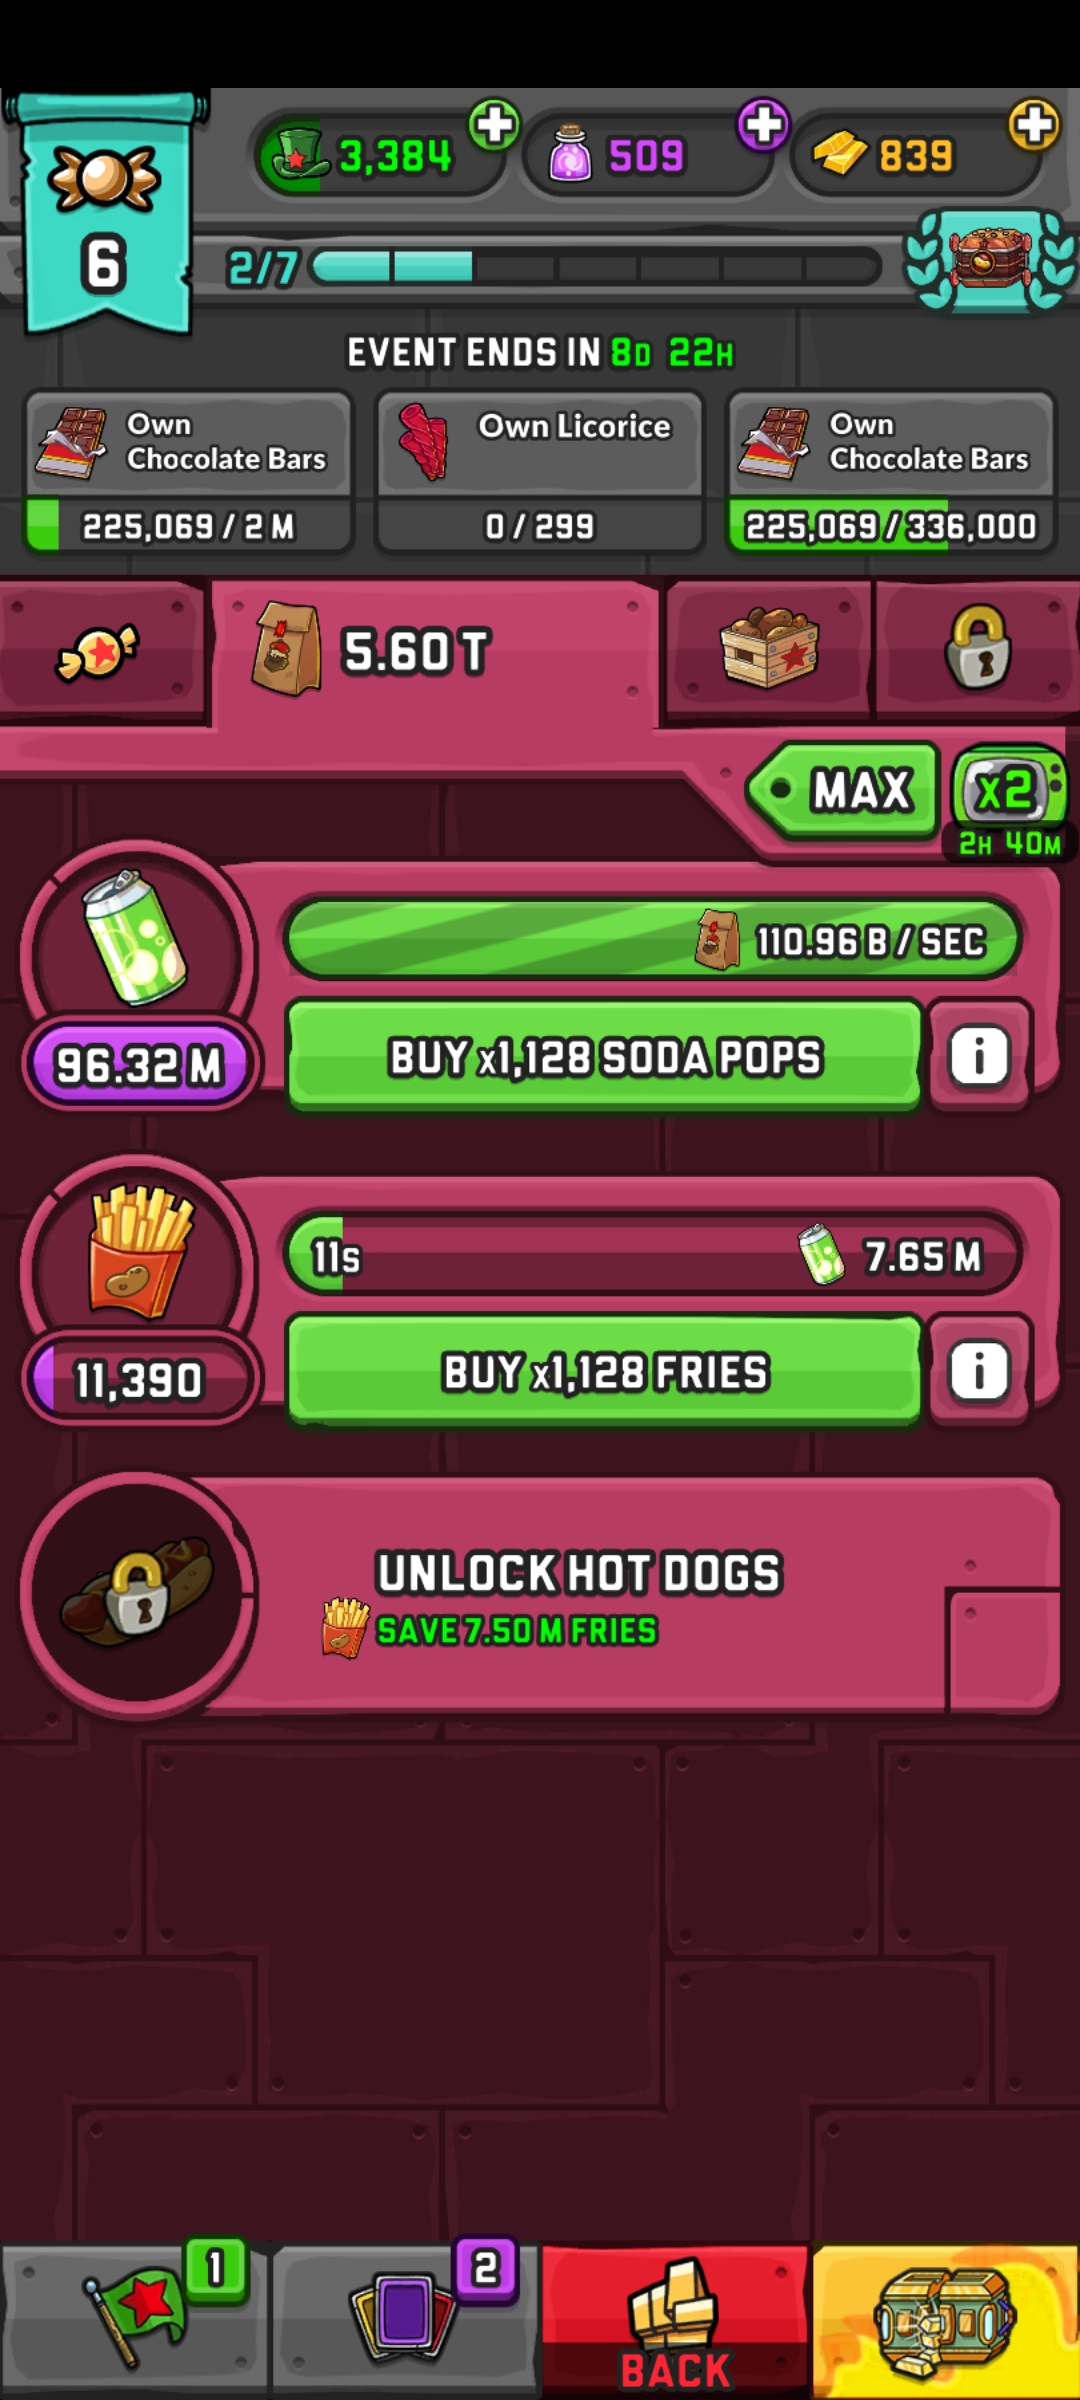 3,384
509
839
6
2/7
EVENT ENDS IN 8D 22H
Own
Chocolate Bars
225,069 / 2 M
Own Licorice
0 / 299
Own
Chocolate Bars
225,069 / 336,000
5.60 T
MAX
x2
2H 40M
110.96 B / SEC
96.32 M
BUY x1,128 SODA POPS
i
11s
7.65 M
11,390
BUY x1,128 FRIES
i
UNLOCK HOT DOGS
SAVE 7.50 M FRIES
1
2
BACK